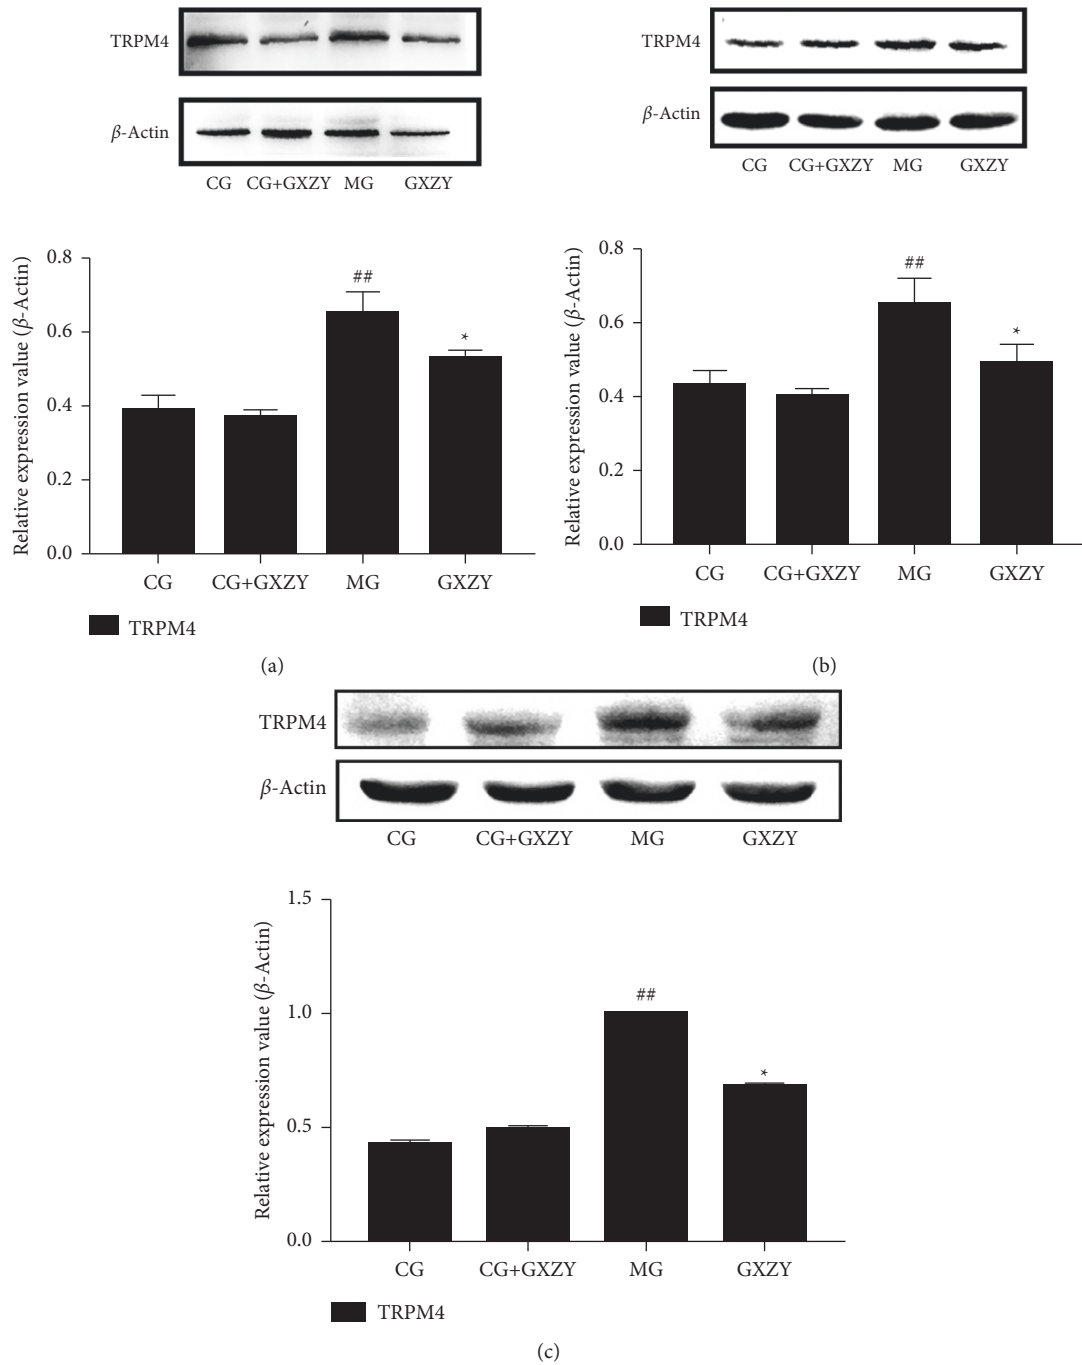 TRPM4
β-Actin
CG CG+GXZY MG GXZY
Relative expression value (β-Actin)
0.8
0.6
0.4
0.2
0.0
##
*
CG CG+GXZY MG GXZY
TRPM4
(a)
TRPM4
β-Actin
CG CG+GXZY MG GXZY
Relative expression value (β-Actin)
0.8
0.6
0.4
0.2
0.0
##
*
CG CG+GXZY MG GXZY
TRPM4
(b)
TRPM4
β-Actin
CG CG+GXZY MG GXZY
Relative expression value (β-Actin)
1.5
1.0
0.5
0.0
##
*
CG CG+GXZY MG GXZY
TRPM4
(c)